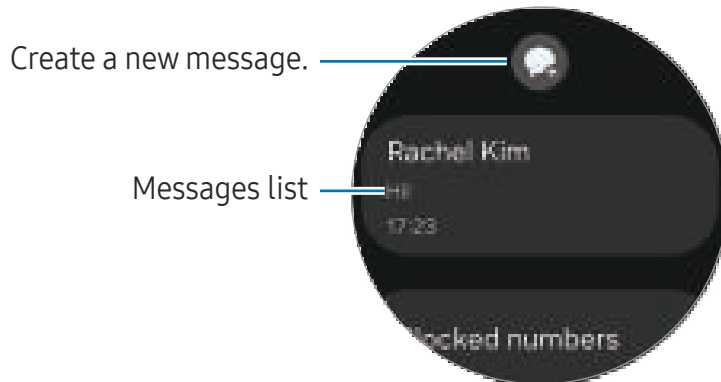 Create a new message.
Rachel Kim
Messages list
Hi!
17:23
locked numbers